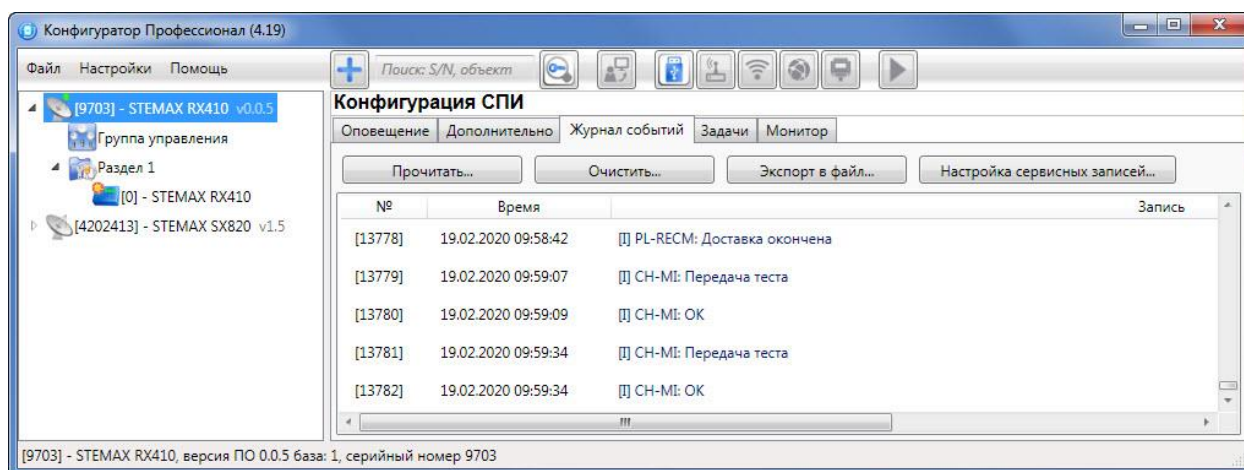 Конфигуратор Профессионал (4.19)
Файл Настройки Помощь
Поиск: S/N, объект
[9703] - STEMAX RX410 v0.0.5
Группа управления
Раздел 1
[0] - STEMAX RX410
[4202413] - STEMAX SX820 v1.5
Конфигурация СПИ
Оповещение Дополнительно Журнал событий Задачи Монитор
Прочитать... Очистить... Экспорт в файл... Настройка сервисных записей...
№ Время Запись
[13778] 19.02.2020 09:58:42 [I] PL-RECM: Доставка окончена
[13779] 19.02.2020 09:59:07 [I] CH-MI: Передача теста
[13780] 19.02.2020 09:59:09 [I] CH-MI: OK
[13781] 19.02.2020 09:59:34 [I] CH-MI: Передача теста
[13782] 19.02.2020 09:59:34 [I] CH-MI: OK
[9703] - STEMAX RX410, версия ПО 0.0.5 база: 1, серийный номер 9703